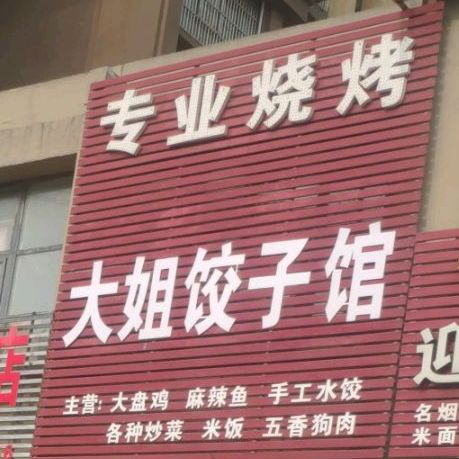 专业烧烤
大姐饺子馆
主营：大盘鸡 麻辣鱼 手工水饺
各种炒菜 米饭 五香狗肉
店
迎
名烟
米面